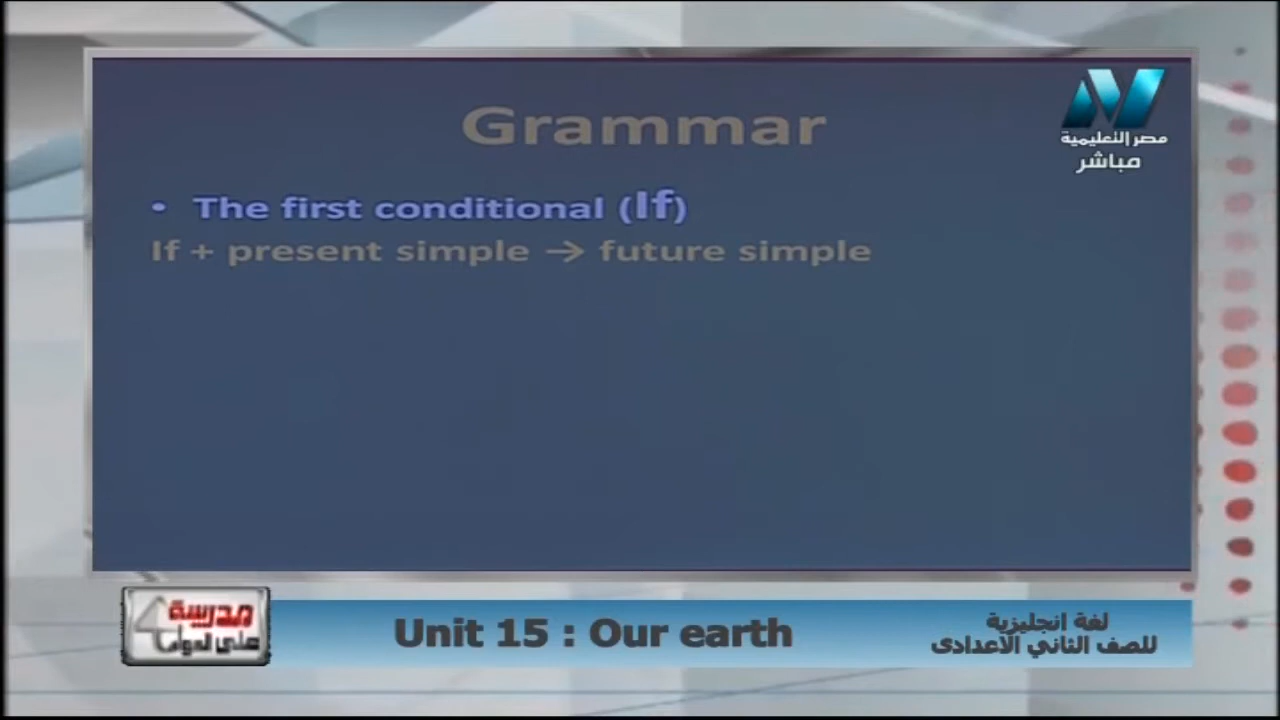 Grammar
مصر التعليمية
مباشر
• The first conditional (If)
If + present simple → future simple
مدرسة
على الهواء
Unit 15 : Our earth
لغة انجليزية
للصف الثاني الاعدادى